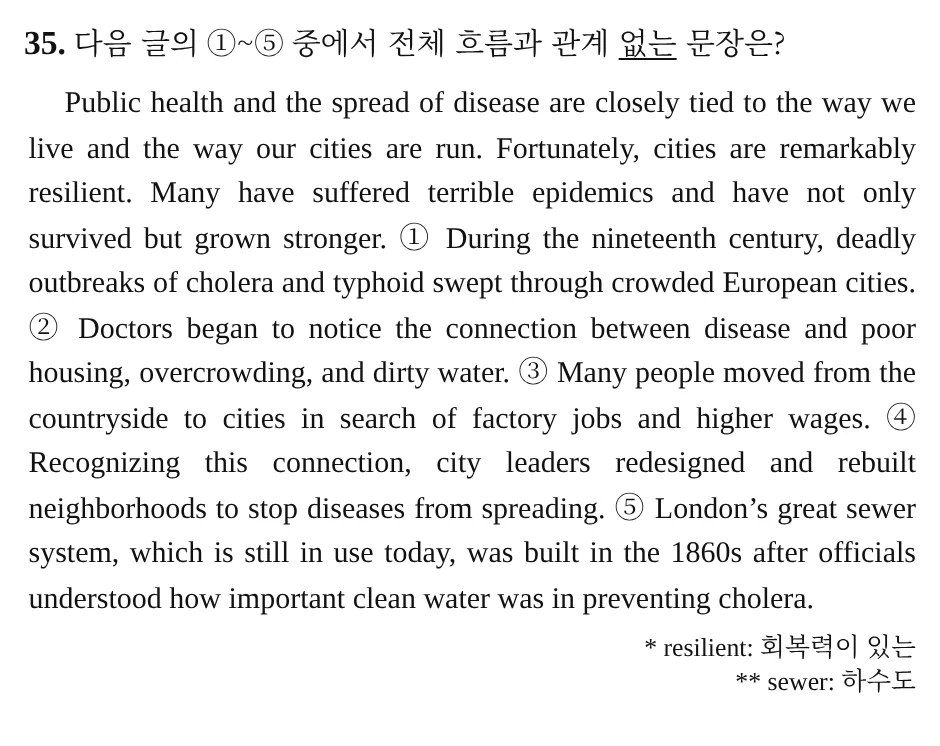 35. 다음 글의 ①~⑤ 중에서 전체 흐름과 관계 없는 문장은?
Public health and the spread of disease are closely tied to the way we
live and the way our cities are run. Fortunately, cities are remarkably
resilient. Many have suffered terrible epidemics and have not only
survived but grown stronger. ① During the nineteenth century, deadly
outbreaks of cholera and typhoid swept through crowded European cities.
② Doctors began to notice the connection between disease and poor
housing, overcrowding, and dirty water. ③ Many people moved from the
countryside to cities in search of factory jobs and higher wages. ④
Recognizing this connection, city leaders redesigned and rebuilt
neighborhoods to stop diseases from spreading. ⑤ London’s great sewer
system, which is still in use today, was built in the 1860s after officials
understood how important clean water was in preventing cholera.
* resilient: 회복력이 있는
** sewer: 하수도